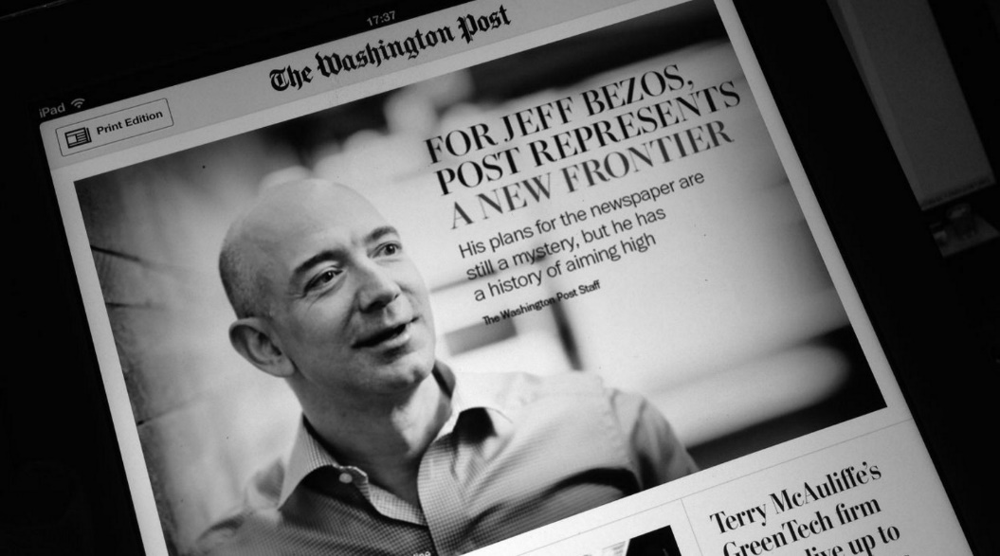 17:37
iPad
The Washington Post
Print Edition
FOR JEFF BEZOS,
POST REPRESENTS
A NEW FRONTIER
His plans for the newspaper are
still a mystery, but he has
a history of aiming high
The Washington Post Staff
Terry McAuliffe's
GreenTech firm
live up to